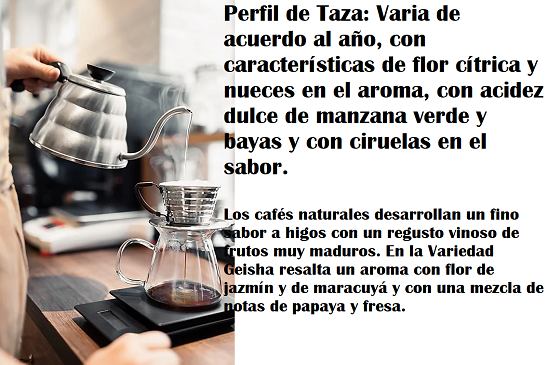 Perfil de Taza: Varia de
acuerdo al año, con
características de flor cítrica y
nueces en el aroma, con acidez
dulce de manzana verde y
bayas y con ciruelas en el
sabor.
Los cafés naturales desarrollan un fino
sabor a higos con un regusto vinoso de
frutos muy maduros. En la Variedad
Geisha resalta un aroma con flor de
jazmín y de maracuyá y con una mezcla de
notas de papaya y fresa.